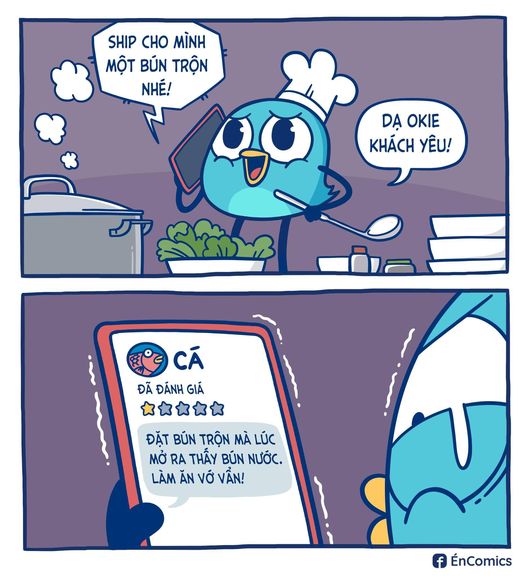 SHIP CHO MÌNH
MỘT BÚN TRỘN
NHÉ!
DẠ OKIE
KHÁCH YÊU!
CÁ
ĐÃ ĐÁNH GIÁ
ĐẶT BÚN TRỘN MÀ LÚC
MỞ RA THẤY BÚN NƯỚC.
LÀM ĂN VỚ VẨN!
f ÉnComics